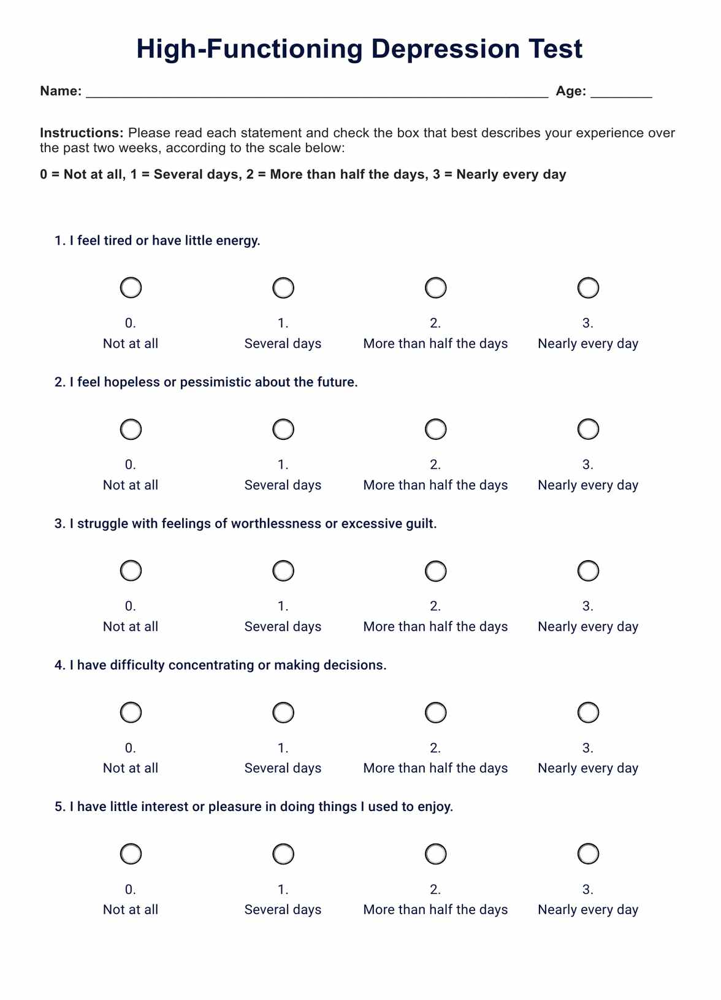 High-Functioning Depression Test
Name: ______________________________ Age: ________
Instructions: Please read each statement and check the box that best describes your experience over
the past two weeks, according to the scale below:
0 = Not at all, 1 = Several days, 2 = More than half the days, 3 = Nearly every day
1. I feel tired or have little energy.
0. 1. 2. 3.
Not at all Several days More than half the days Nearly every day
2. I feel hopeless or pessimistic about the future.
0. 1. 2. 3.
Not at all Several days More than half the days Nearly every day
3. I struggle with feelings of worthlessness or excessive guilt.
0. 1. 2. 3.
Not at all Several days More than half the days Nearly every day
4. I have difficulty concentrating or making decisions.
0. 1. 2. 3.
Not at all Several days More than half the days Nearly every day
5. I have little interest or pleasure in doing things I used to enjoy.
0. 1. 2. 3.
Not at all Several days More than half the days Nearly every day